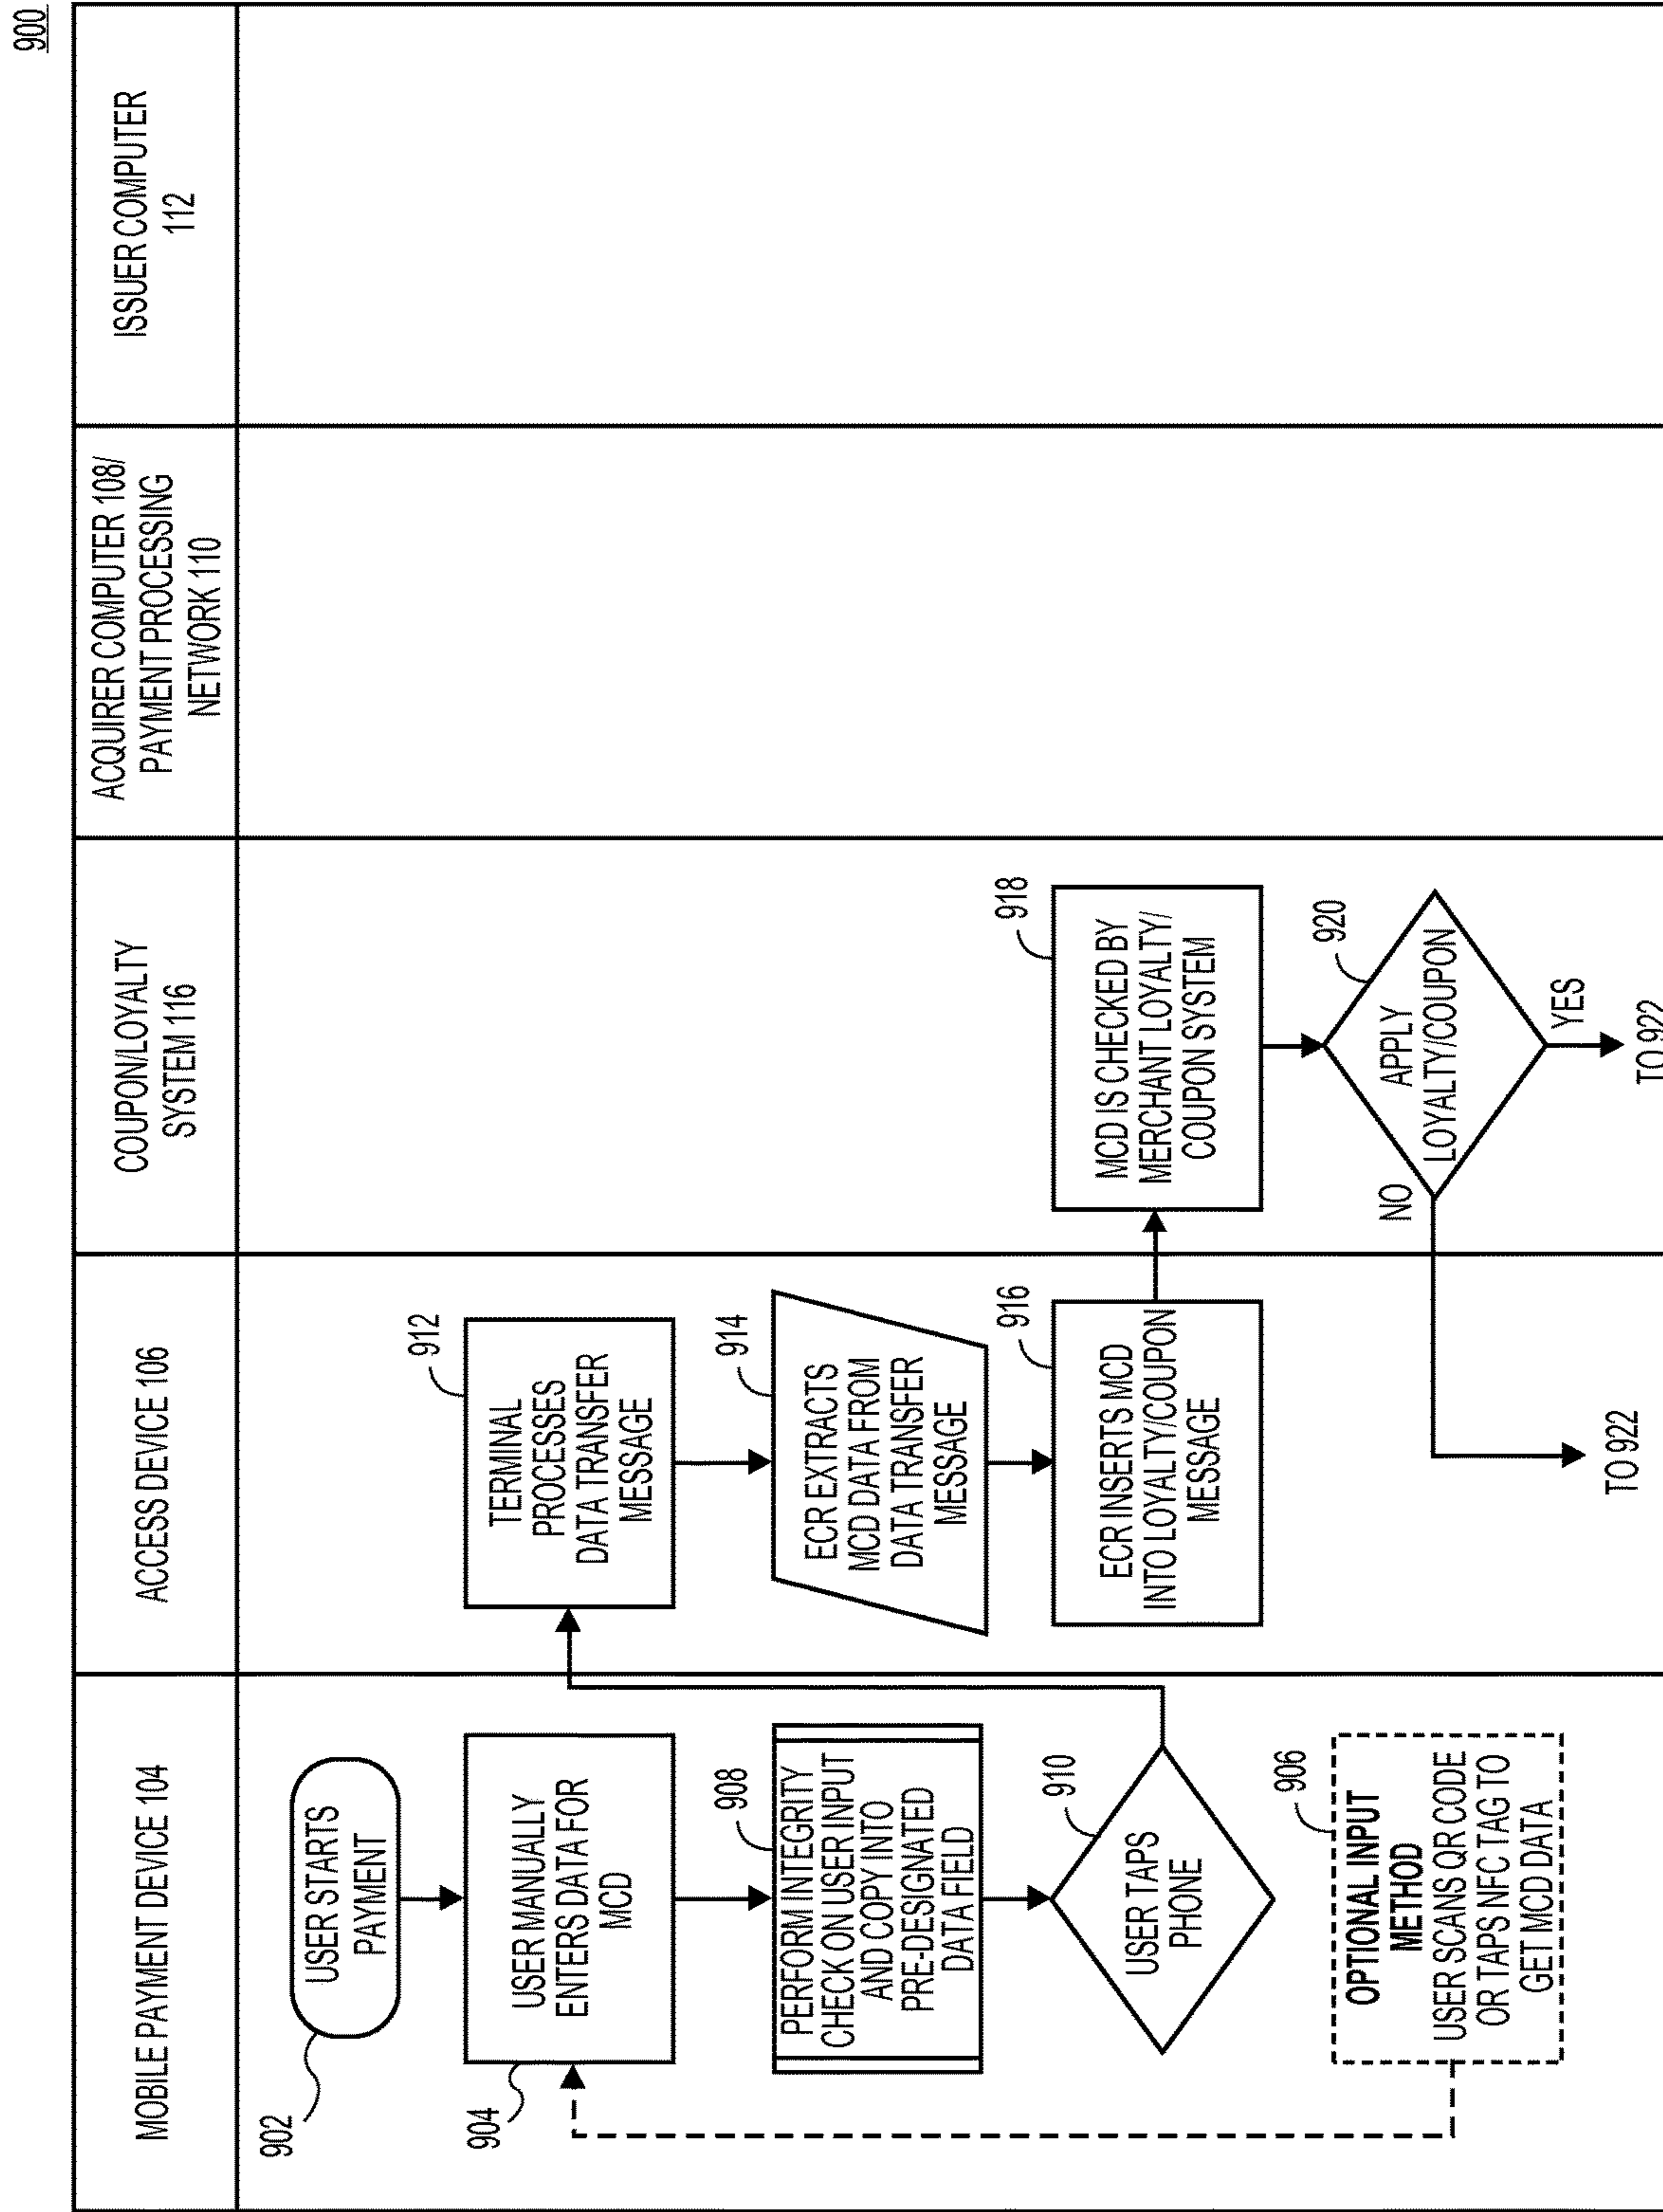 900
MOBILE PAYMENT DEVICE 104
ACCESS DEVICE 106
COUPON/LOYALTY
SYSTEM 116
ACQUIRER COMPUTER 108/
PAYMENT PROCESSING
NETWORK 110
ISSUER COMPUTER
112
902
USER STARTS
PAYMENT
904
USER MANUALLY
ENTERS DATA FOR
MCD
908
PERFORM INTEGRITY
CHECK ON USER INPUT
AND COPY INTO
PRE-DESIGNATED
DATA FIELD
910
USER TAPS
PHONE
906
OPTIONAL INPUT
METHOD
USER SCANS QR CODE
OR TAPS NFC TAG TO
GET MCD DATA
912
TERMINAL
PROCESSES
DATA TRANSFER
MESSAGE
914
ECR EXTRACTS
MCD DATA FROM
DATA TRANSFER
MESSAGE
916
ECR INSERTS MCD
INTO LOYALTY/COUPON
MESSAGE
918
MCD IS CHECKED BY
MERCHANT LOYALTY/
COUPON SYSTEM
920
APPLY
LOYALTY/COUPON
NO
YES
TO 922
TO 922